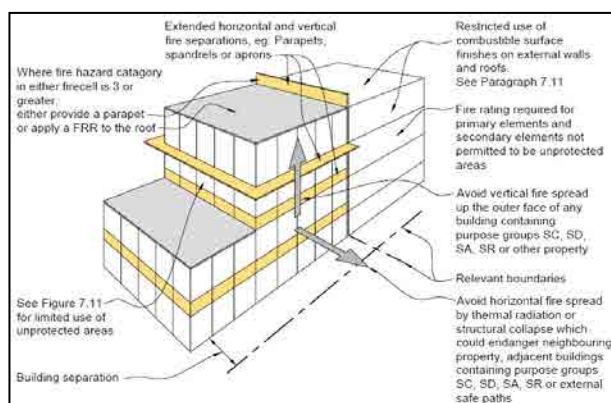 Extended horizontal and vertical
fire separations, eg. Parapets,
spandrels or aprons
Where fire hazard catagory
in either firecell is 3 or
greater;
either provide a parapet
or apply a FRR to the roof
Restricted use of
combustible surface
finishes on external walls
and roofs.
See Paragraph 7.11
Fire rating required for
primary elements and
secondary elements not
permitted to be unprotected
areas
Avoid vertical fire spread
up the outer face of any
building containing
purpose groups SC, SD,
SA, SR or other property
Relevant boundaries
Avoid horizontal fire spread
by thermal radiation or
structural collapse which
could endanger neighbouring
property, adjacent buildings
containing purpose groups
SC, SD, SA, SR or external
safe paths
See Figure 7.11
for limited use of
unprotected areas
Building separation